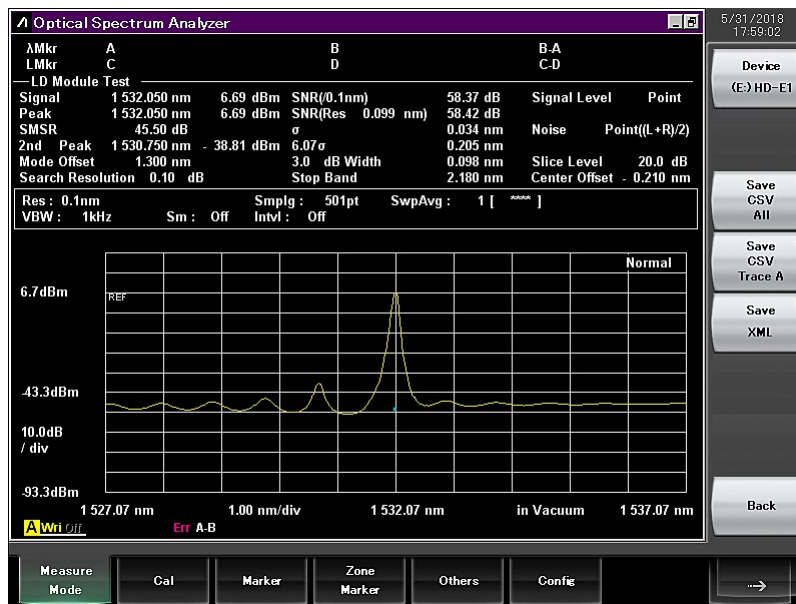 Optical Spectrum Analyzer
5/31/2018
17:59:02
λMkr A B B-A
LMkr C D C-D
LD Module Test
Signal 1 532.050 nm 6.69 dBm SNR(/0.1nm) 58.37 dB Signal Level Point
Peak 1 532.050 nm 6.69 dBm SNR(Res 0.099 nm) 58.42 dB
SMSR 45.50 dB σ 0.034 nm Noise Point((L+R)/2)
2nd Peak 1 530.750 nm - 38.81 dBm 6.07σ 0.205 nm
Mode Offset 1.300 nm 3.0 dB Width 0.098 nm Slice Level 20.0 dB
Search Resolution 0.10 dB Stop Band 2.180 nm Center Offset - 0.210 nm
Res : 0.1nm Smplg : 501pt SwpAvg : 1 [ **** ]
VBW : 1kHz Sm : Off Intvl : Off
Normal
6.7dBm
REF
-43.3dBm
10.0dB
/ div
-93.3dBm
1 527.07 nm 1.00 nm/div 1 532.07 nm in Vacuum 1 537.07 nm
A Wri Off Err A-B
Device
(E:) HD-E1
Save
CSV
All
Save
CSV
Trace A
Save
XML
Back
Measure
Mode
Cal
Marker
Zone
Marker
Others
Config